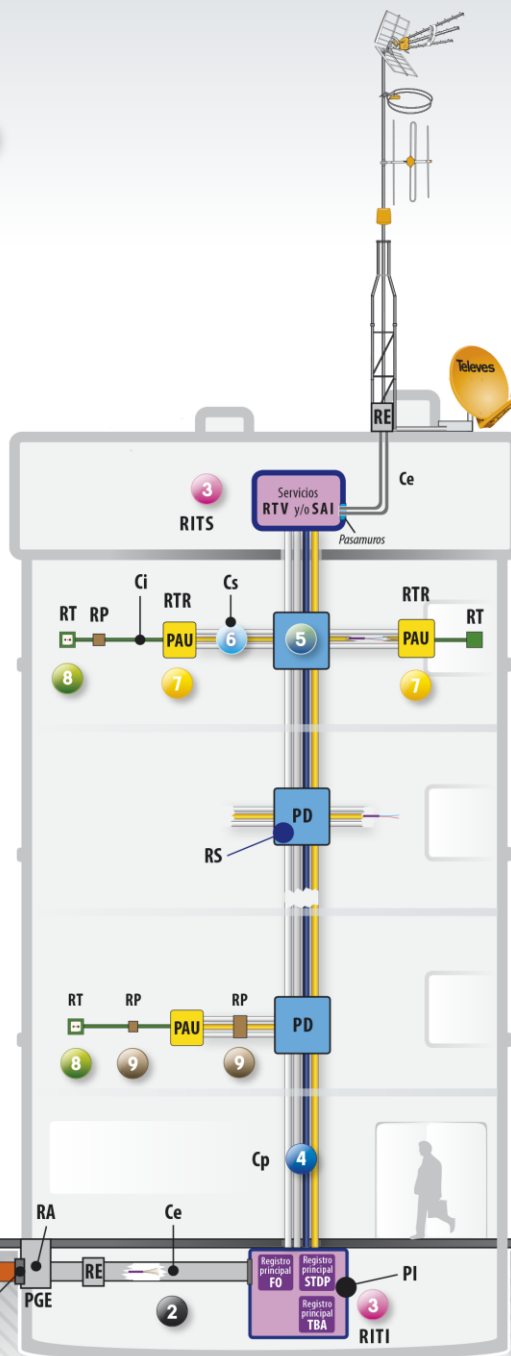 Televes
RE
Ce
3
RITS
Servicios
RTV y/o SAI
Pasamuros
Ci
RTR
Cs
RTR
RT
RP
RT
PAU
6
5
PAU
8
7
7
PD
RS
RT
RP
RP
PAU
PD
8
9
9
Cp
4
RA
Ce
RE
PGE
2
Registro
principal
FO
Registro
principal
STDP
Registro
principal
TBA
PI
3
RITI